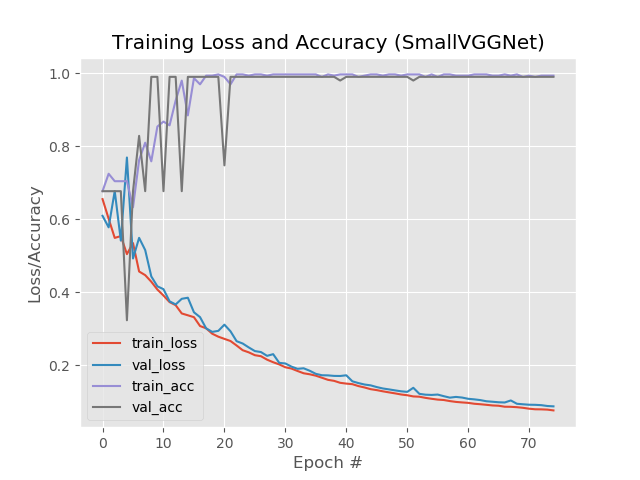 Training Loss and Accuracy (SmallVGGNet)
1.0
0.8
0.6
0.4
0.2
Loss/Accuracy
train_loss
val_loss
train_acc
val_acc
0 10 20 30 40 50 60 70
Epoch #